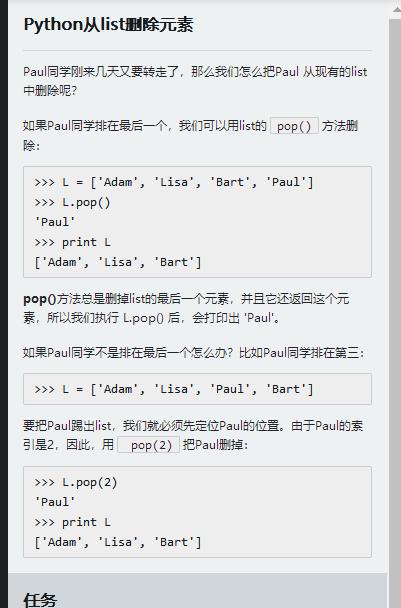 Python从list删除元素
Paul同学刚来几天又要转走了，那么我们怎么把Paul 从现有的list
中删除呢？
如果Paul同学排在最后一个，我们可以用list的 pop() 方法删
除：
>>> L = ['Adam', 'Lisa', 'Bart', 'Paul']
>>> L.pop()
'Paul'
>>> print L
['Adam', 'Lisa', 'Bart']
pop()方法总是删掉list的最后一个元素，并且它还返回这个元
素，所以我们执行 L.pop() 后，会打印出 'Paul'。
如果Paul同学不是排在最后一个怎么办？比如Paul同学排在第三：
>>> L = ['Adam', 'Lisa', 'Paul', 'Bart']
要把Paul踢出list，我们就必须先定位Paul的位置。由于Paul的索
引是2，因此，用 pop(2) 把Paul删掉：
>>> L.pop(2)
'Paul'
>>> print L
['Adam', 'Lisa', 'Bart']
任务